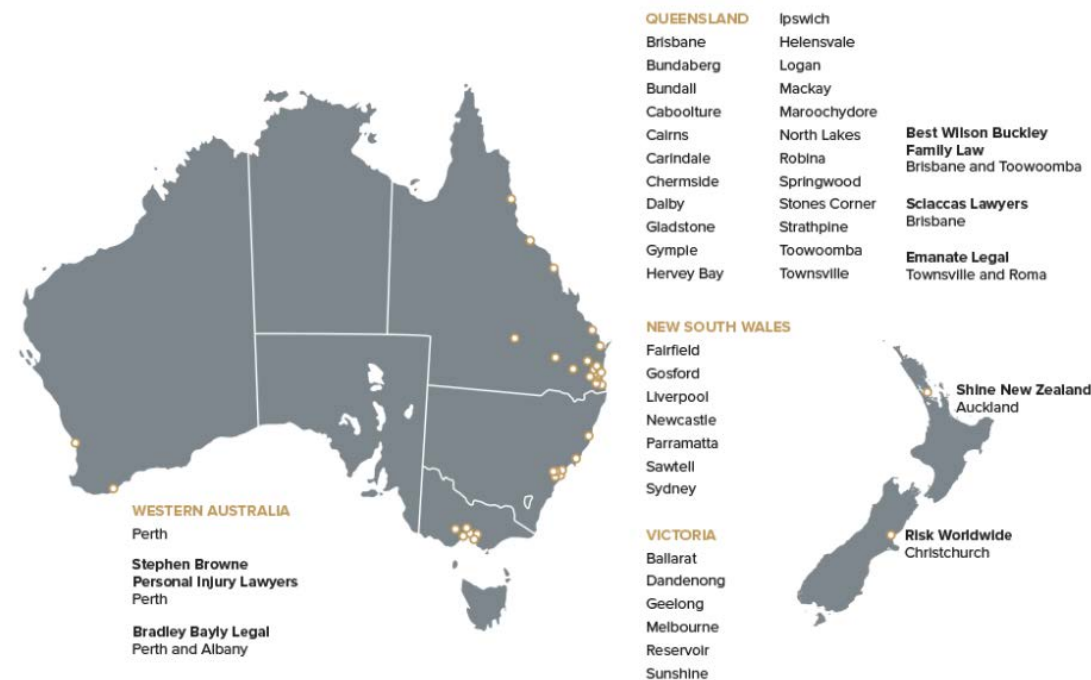 QUEENSLAND
Brisbane
Bundaberg
Bundall
Caboolture
Cairns
Carindale
Chermside
Dalby
Gladstone
Gympie
Hervey Bay
Ipswich
Helensvale
Logan
Mackay
Maroochydore
North Lakes
Robina
Springwood
Stones Corner
Strathpine
Toowoomba
Townsville
Best Wilson Buckley
Family Law
Brisbane and Toowoomba
Sciaccas Lawyers
Brisbane
Emanate Legal
Townsville and Roma
NEW SOUTH WALES
Fairfield
Gosford
Liverpool
Newcastle
Parramatta
Sawtell
Sydney
VICTORIA
Ballarat
Dandenong
Geelong
Melbourne
Reservoir
Sunshine
Shine New Zealand
Auckland
Risk Worldwide
Christchurch
WESTERN AUSTRALIA
Perth
Stephen Browne
Personal Injury Lawyers
Perth
Bradley Bayly Legal
Perth and Albany